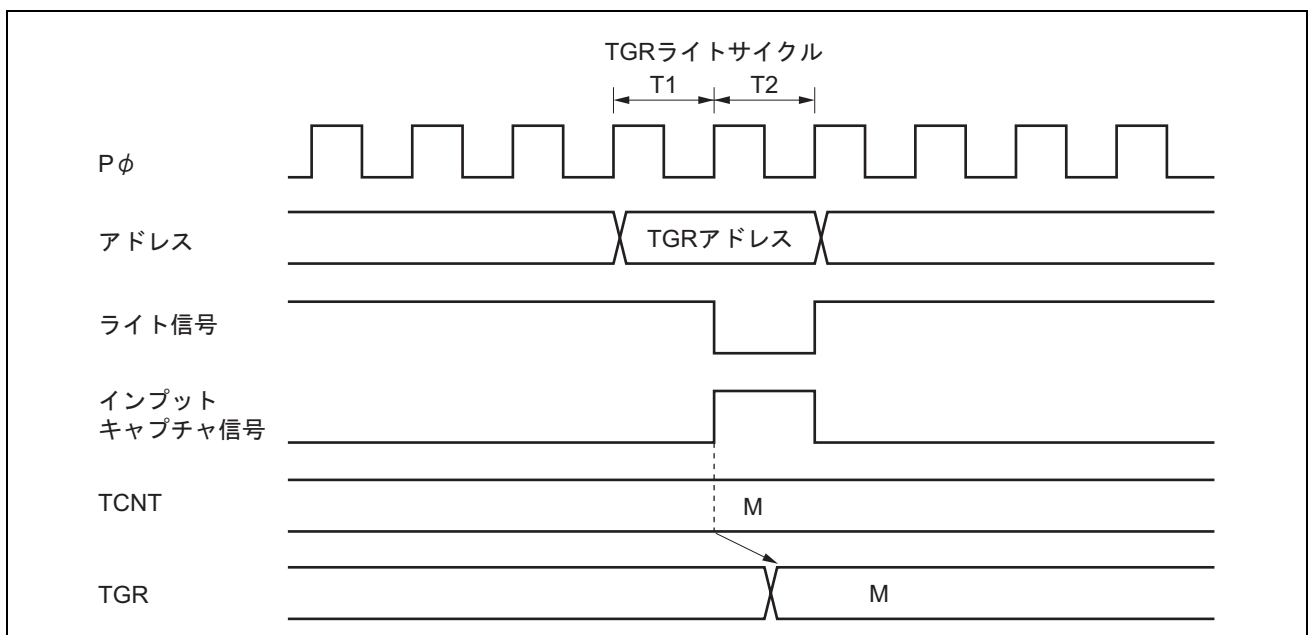 TGRライトサイクル
T1 T2
Pφ
アドレス TGRアドレス
ライト信号
インプット
キャプチャ信号
TCNT M
TGR M